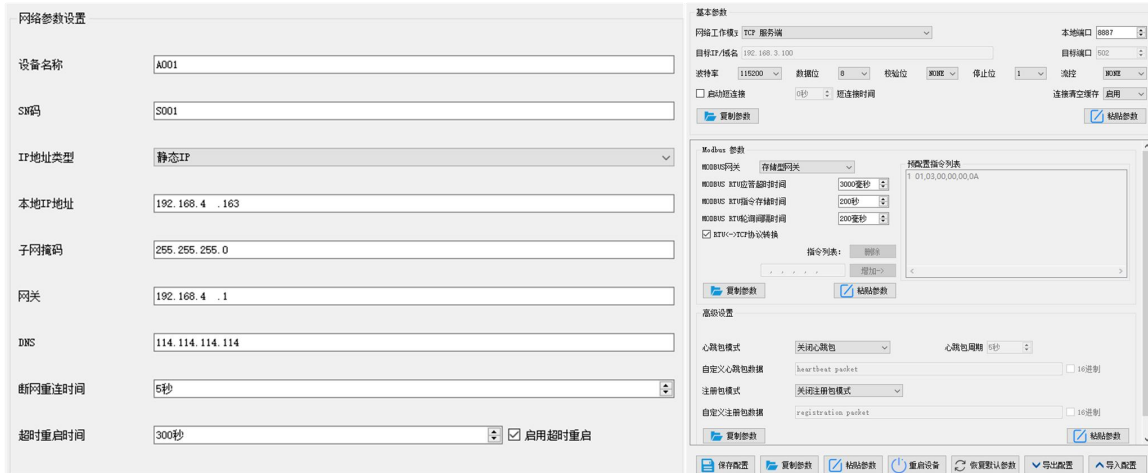 网络参数设置
设备名称 A001
SN码 S001
IP地址类型 静态IP
本地IP地址 192.168.4 .163
子网掩码 255.255.255.0
网关 192.168.4 .1
DNS 114.114.114.114
断网重连时间 5秒
超时重启时间 300秒 启用超时重启
基本参数
网络工作模式 TCP 服务端 本地端口 8887
目标IP/域名 192.168.3.100 目标端口 502
波特率 115200 数据位 8 校验位 NONE 停止位 1 流控 NONE
启动短连接 0秒 短连接时间 连接清空缓存 启用
复制参数 粘贴参数
Modbus 参数
MODBUS网关 存储型网关
MODBUS RTU应答超时时间 3000毫秒
MODBUS RTU指令存储时间 200秒
MODBUS RTU轮询间隔时间 200毫秒
RTU<->TCP协议转换
指令列表: 删除
. . . . . 增加->
预配置指令列表
1 01,03,00,00,00,0A
复制参数 粘贴参数
高级设置
心跳包模式 关闭心跳包 心跳包周期 5秒
自定义心跳包数据 heartbeat packet 16进制
注册包模式 关闭注册包模式
自定义注册包数据 registration packet 16进制
复制参数 粘贴参数
保存配置 复制参数 粘贴参数 重启设备 恢复默认参数 导出配置 导入配置